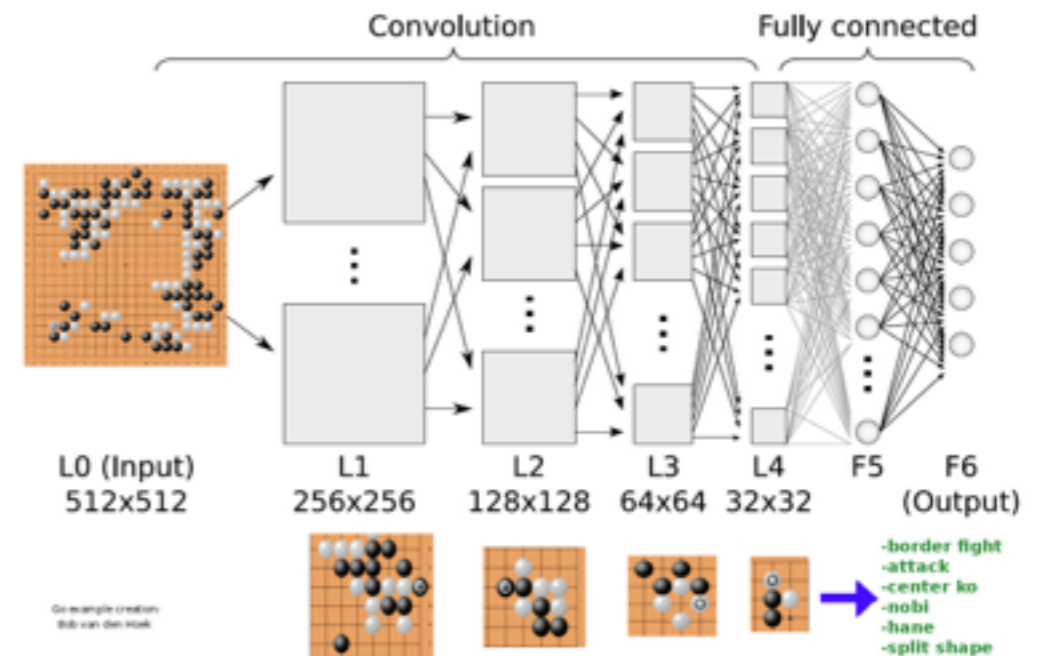 Convolution
Fully connected
L0 (Input)
512x512
L1
256x256
L2
128x128
L3
64x64
L4
32x32
F5
F6
(Output)
-border fight
-attack
-center ko
-nobi
-hane
-split shape
Go example creation:
Bob van den Hoek